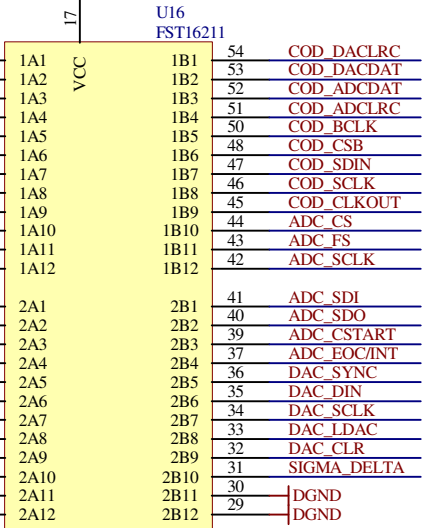 U16
FST16211
17
VCC
1A1 1B1 54 COD_DACLRC
1A2 1B2 53 COD_DACDAT
1A3 1B3 52 COD_ADCDAT
1A4 1B4 51 COD_ADCLRC
1A5 1B5 50 COD_BCLK
1A6 1B6 48 COD_CSB
1A7 1B7 47 COD_SDIN
1A8 1B8 46 COD_SCLK
1A9 1B9 45 COD_CLKOUT
1A10 1B10 44 ADC_CS
1A11 1B11 43 ADC_FS
1A12 1B12 42 ADC_SCLK
2A1 2B1 41 ADC_SDI
2A2 2B2 40 ADC_SDO
2A3 2B3 39 ADC_CSTART
2A4 2B4 37 ADC_EOC/INT
2A5 2B5 36 DAC_SYNC
2A6 2B6 35 DAC_DIN
2A7 2B7 34 DAC_SCLK
2A8 2B8 33 DAC_LDAC
2A9 2B9 32 DAC_CLR
2A10 2B10 31 SIGMA_DELTA
2A11 2B11 30 DGND
2A12 2B12 29 DGND